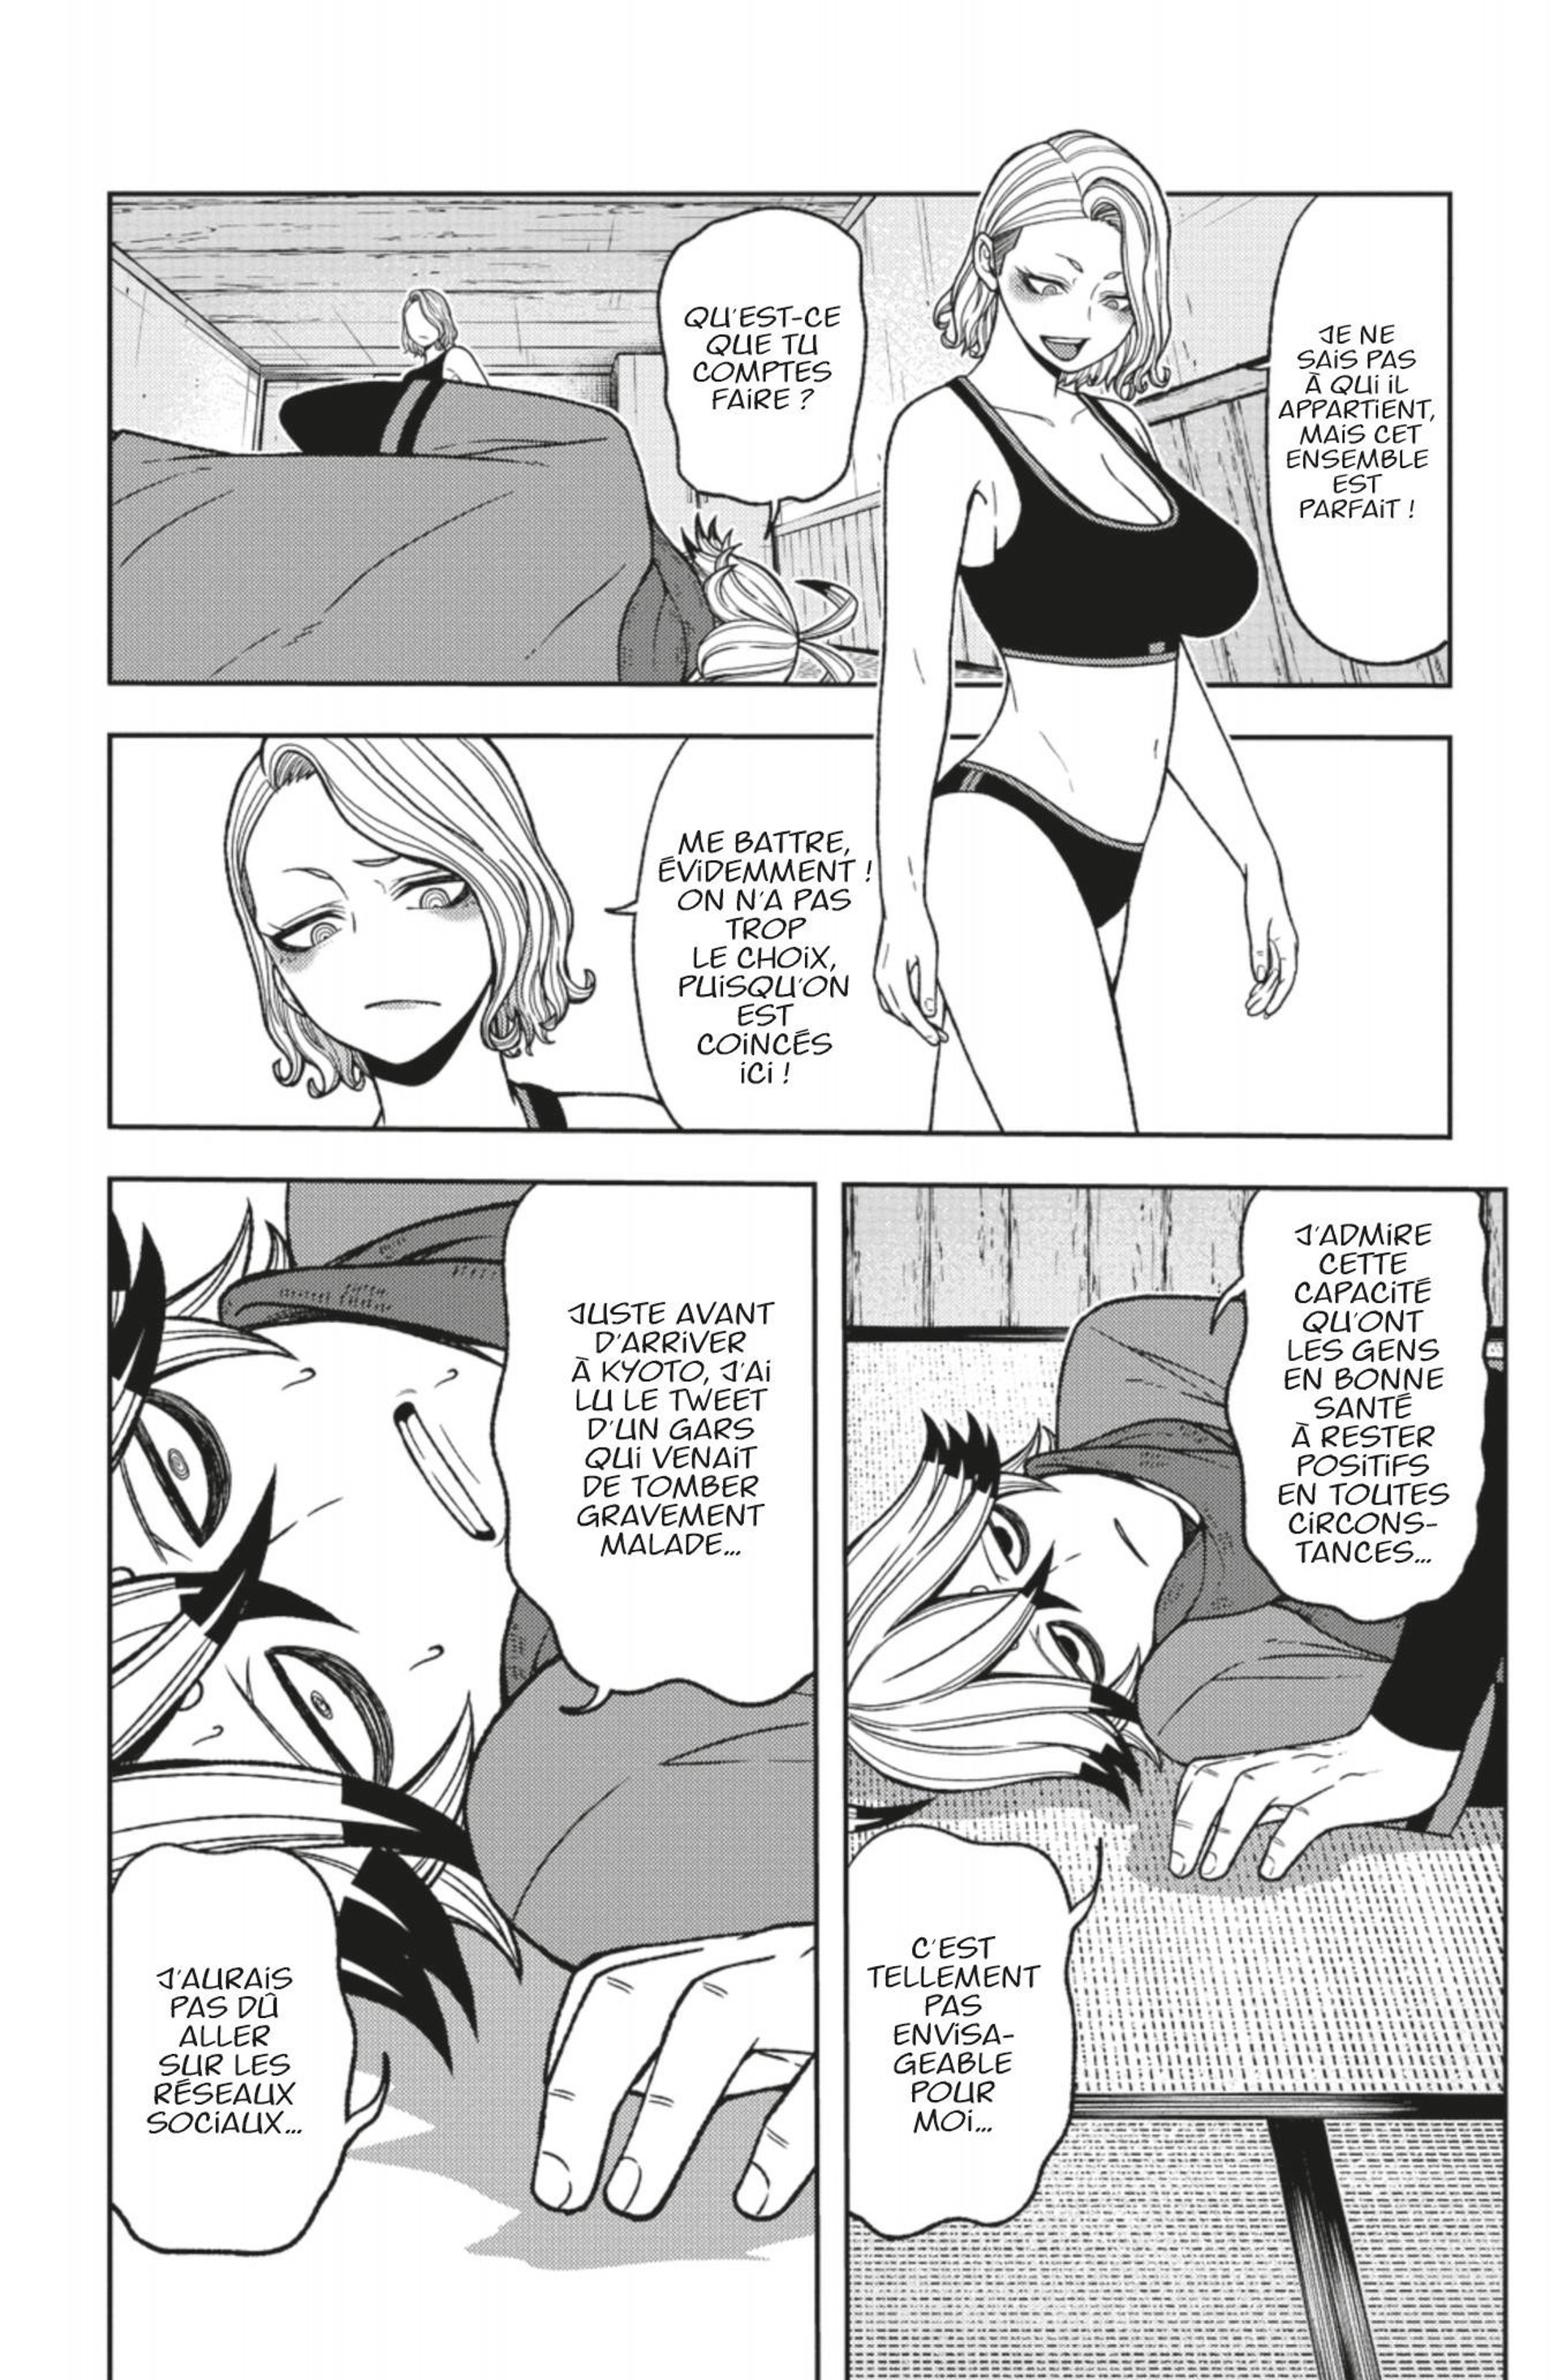 JE NE
SAIS PAS
À QUI IL
APPARTIENT,
MAIS CET
ENSEMBLE
EST
PARFAIT !
QU'EST-CE
QUE TU
COMPTES
FAIRE ?
ME BATTRE,
ÉVIDEMMENT !
ON N'A PAS
TROP
LE CHOIX,
PUISQU'ON
EST
COINCÉS
ICI !
J'ADMIRE
CETTE
CAPACITÉ
QU'ONT
LES GENS
EN BONNE
SANTÉ
À RESTER
POSITIFS
EN TOUTES
CIRCONS-
TANCES...
C'EST
TELLEMENT
PAS
ENVISA-
GEABLE
POUR
MOI...
JUSTE AVANT
D'ARRIVER
À KYOTO, J'AI
LU LE TWEET
D'UN GARS
QUI VENAIT
DE TOMBER
GRAVEMENT
MALADE...
J'AURAIS
PAS DÛ
ALLER
SUR LES
RÉSEAUX
SOCIAUX...